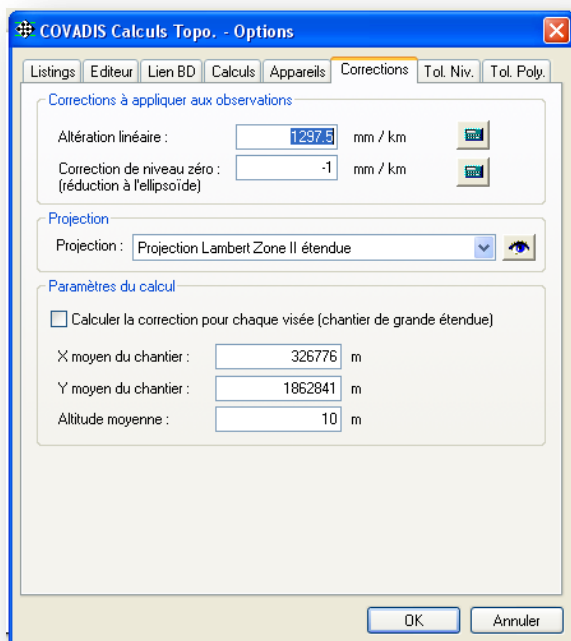 COVADIS Calculs Topo. - Options
Listings Editeur Lien BD Calculs Appareils Corrections Tol. Niv. Tol. Poly.
Corrections à appliquer aux observations
Altération linéaire : 1297.5 mm / km
Correction de niveau zéro : -1 mm / km
(réduction à l'ellipsoïde)
Projection
Projection : Projection Lambert Zone II étendue
Paramètres du calcul
Calculer la correction pour chaque visée (chantier de grande étendue)
X moyen du chantier : 326776 m
Y moyen du chantier : 1862841 m
Altitude moyenne : 10 m
OK Annuler